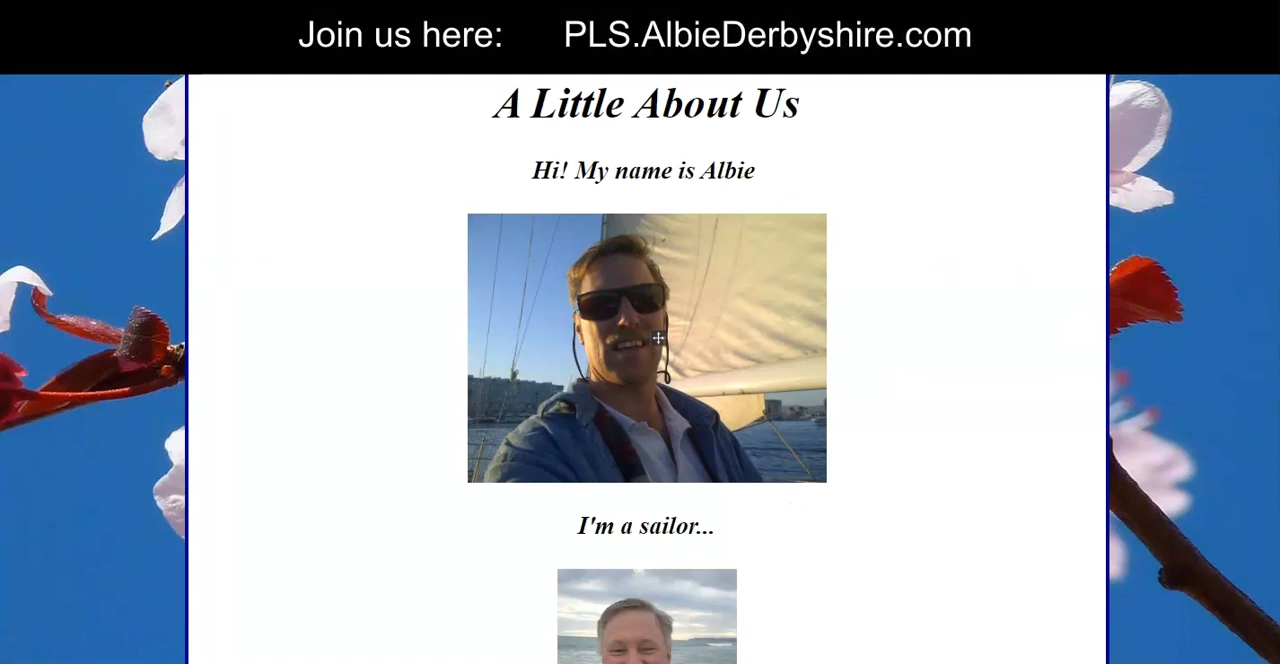 Join us here: PLS.AlbieDerbyshire.com
A Little About Us
Hi! My name is Albie
I'm a sailor...